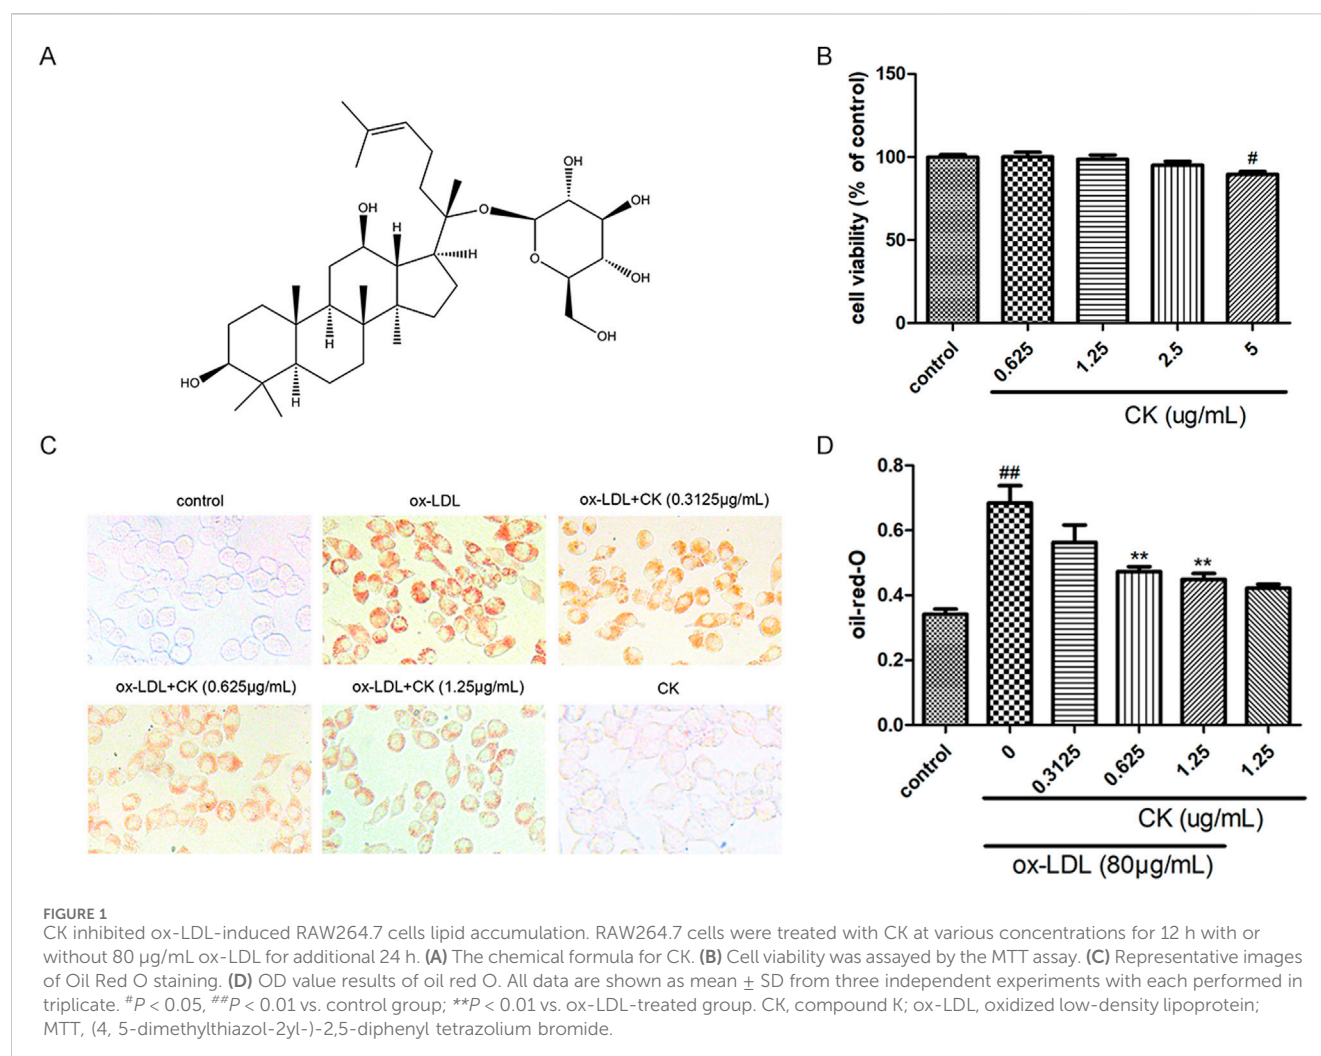 A
OH
OH
O
OH
H
H
O
OH
H
OH
HO
H
B
cell viability (% of control)
150
100
50
0
#
control
0.625
1.25
2.5
5
CK (ug/mL)
C
control
ox-LDL
ox-LDL+CK (0.3125µg/mL)
ox-LDL+CK (0.625µg/mL)
ox-LDL+CK (1.25µg/mL)
CK
D
oil-red-O
0.8
0.6
0.4
0.2
0.0
##
**
**
control
0
0.3125
0.625
1.25
1.25
CK (ug/mL)
ox-LDL (80µg/mL)
FIGURE 1
CK inhibited ox-LDL-induced RAW264.7 cells lipid accumulation. RAW264.7 cells were treated with CK at various concentrations for 12 h with or
without 80 µg/mL ox-LDL for additional 24 h. (A) The chemical formula for CK. (B) Cell viability was assayed by the MTT assay. (C) Representative images
of Oil Red O staining. (D) OD value results of oil red O. All data are shown as mean ± SD from three independent experiments with each performed in
triplicate. #P < 0.05, ##P < 0.01 vs. control group; **P < 0.01 vs. ox-LDL-treated group. CK, compound K; ox-LDL, oxidized low-density lipoprotein;
MTT, (4, 5-dimethylthiazol-2yl-)-2,5-diphenyl tetrazolium bromide.